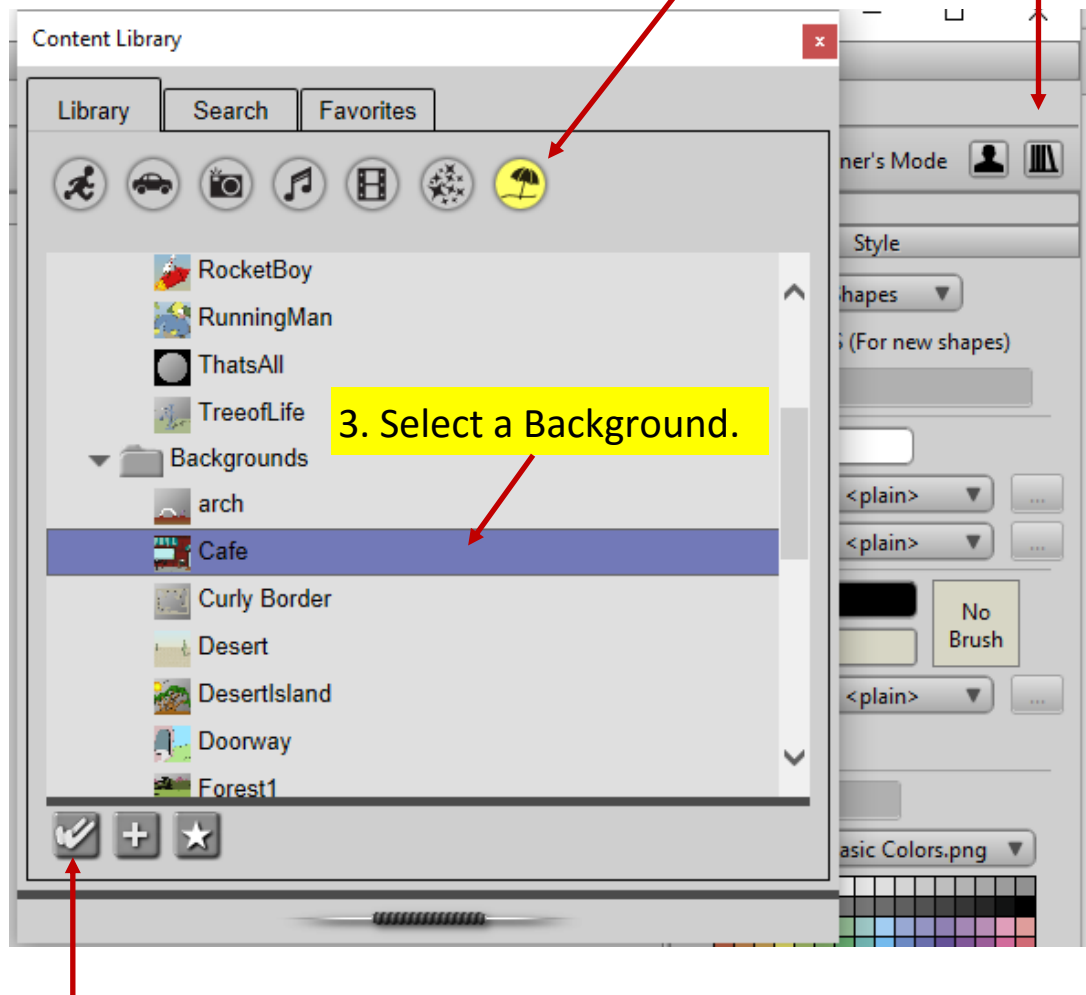 Content Library
x
Library Search Favorites
ner's Mode
Style
RocketBoy
hapes
RunningMan
(For new shapes)
ThatsAll
TreeofLife
3. Select a Background.
Backgrounds
arch
<plain> ...
Cafe
<plain> ...
Curly Border
No
Brush
Desert
DesertIsland
<plain> ...
Doorway
Forest1
asic Colors.png